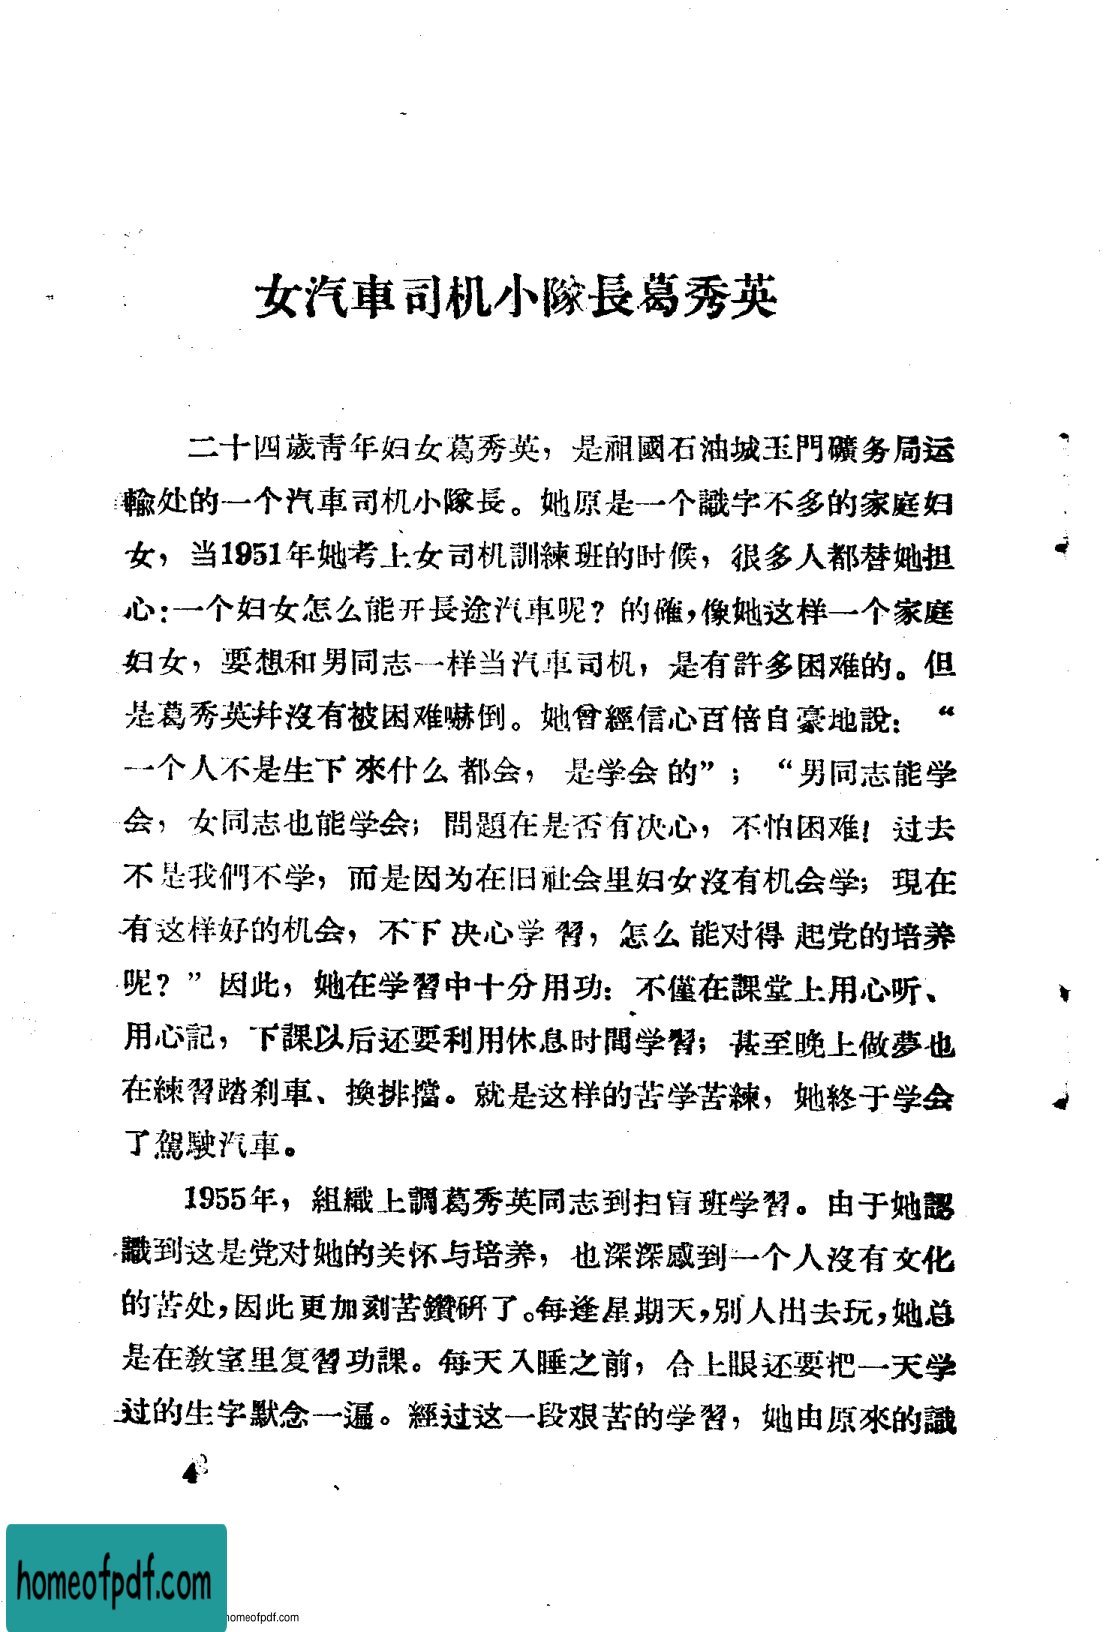 女汽車司机小隊長葛秀英
二十四歲靑年妇女葛秀英，是祖國石油城玉門礦务局运
輸处的一个汽車司机小隊長。她原是一个識字不多的家庭妇
女，当1951年她考上女司机訓練班的时候，很多人都替她担
心：一个妇女怎么能开長途汽車呢？的確，像她这样一个家庭
妇女，要想和男同志一样当汽車司机，是有許多困难的。但
是葛秀英幷沒有被困难嚇倒。她曾經信心百倍自豪地說：“
一个人不是生下來什么都会，是学会的”；“男同志能学
会，女同志也能学会；問題在是否有决心，不怕困难！过去
不是我們不学，而是因为在旧社会里妇女沒有机会学；現在
有这样好的机会，不下决心学習，怎么能对得起党的培养
呢？”因此，她在学習中十分用功：不僅在課堂上用心听、
用心記，下課以后还要利用休息时間学習；甚至晚上做夢也
在練習踏刹車、換排擋。就是这样的苦学苦練，她終于学会
了駕駛汽車。
1955年，組織上調葛秀英同志到扫盲班学習。由于她認
識到这是党对她的关怀与培养，也深深感到一个人沒有文化
的苦处，因此更加刻苦鑽硏了。每逢星期天，別人出去玩，她总
是在教室里复習功課。每天入睡之前，合上眼还要把一天学
过的生字默念一遍。經过这一段艰苦的学習，她由原來的識
4
homeofpdf.com
homeofpdf.com